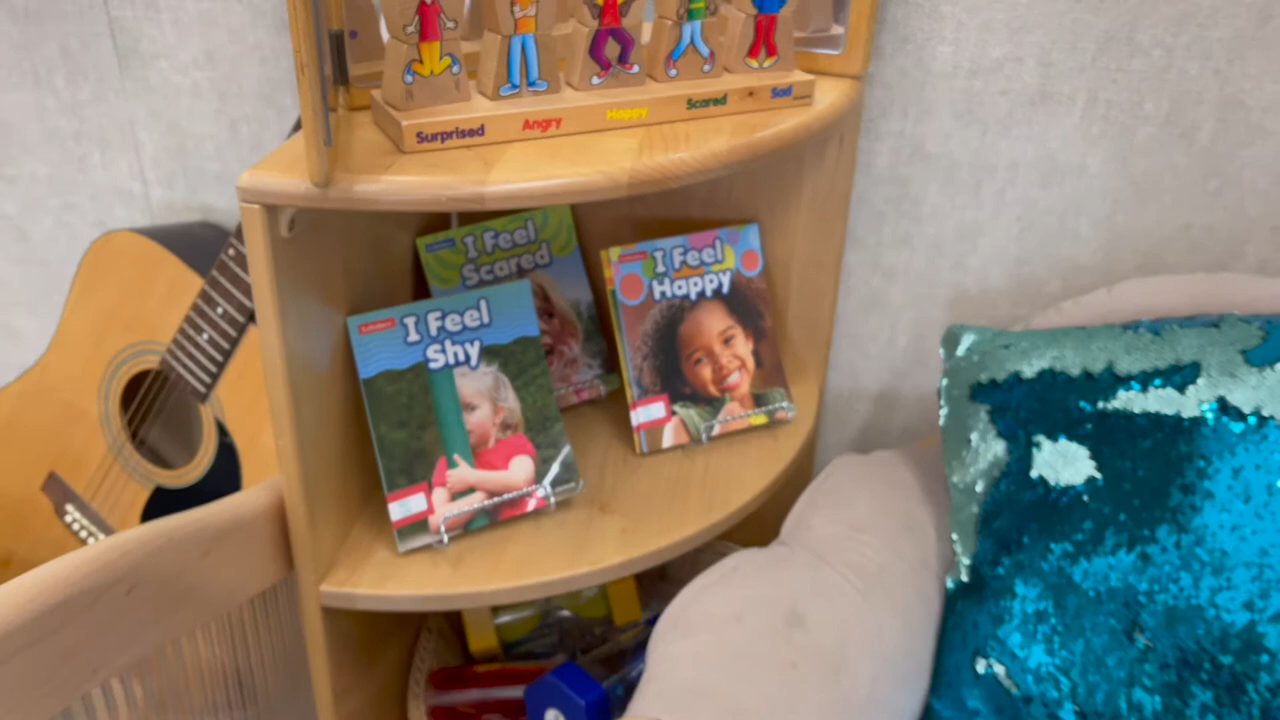 Surprised Angry Happy Scared Sad
I Feel
Scared
I Feel
Happy
I Feel
Shy